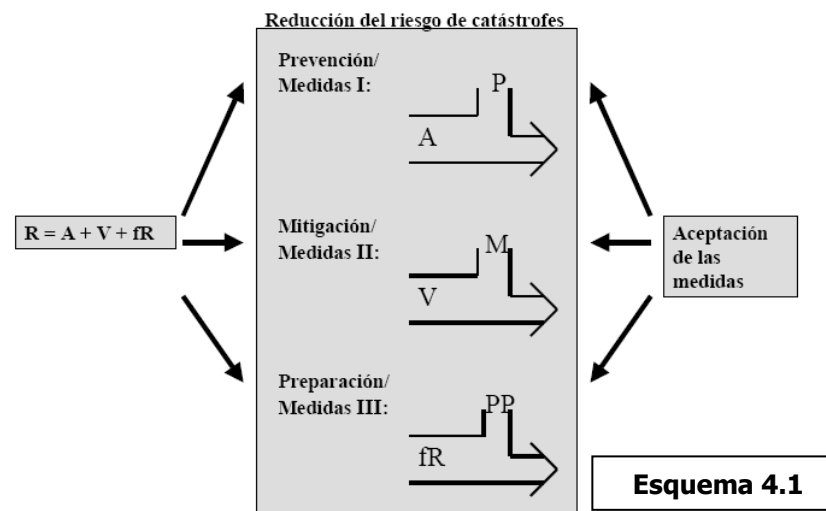 Reducción del riesgo de catástrofes
Prevención/
Medidas I:
P
A
R = A + V + fR
Mitigación/
Medidas II:
M
V
Aceptación
de las
medidas
Preparación/
Medidas III:
PP
fR
Esquema 4.1